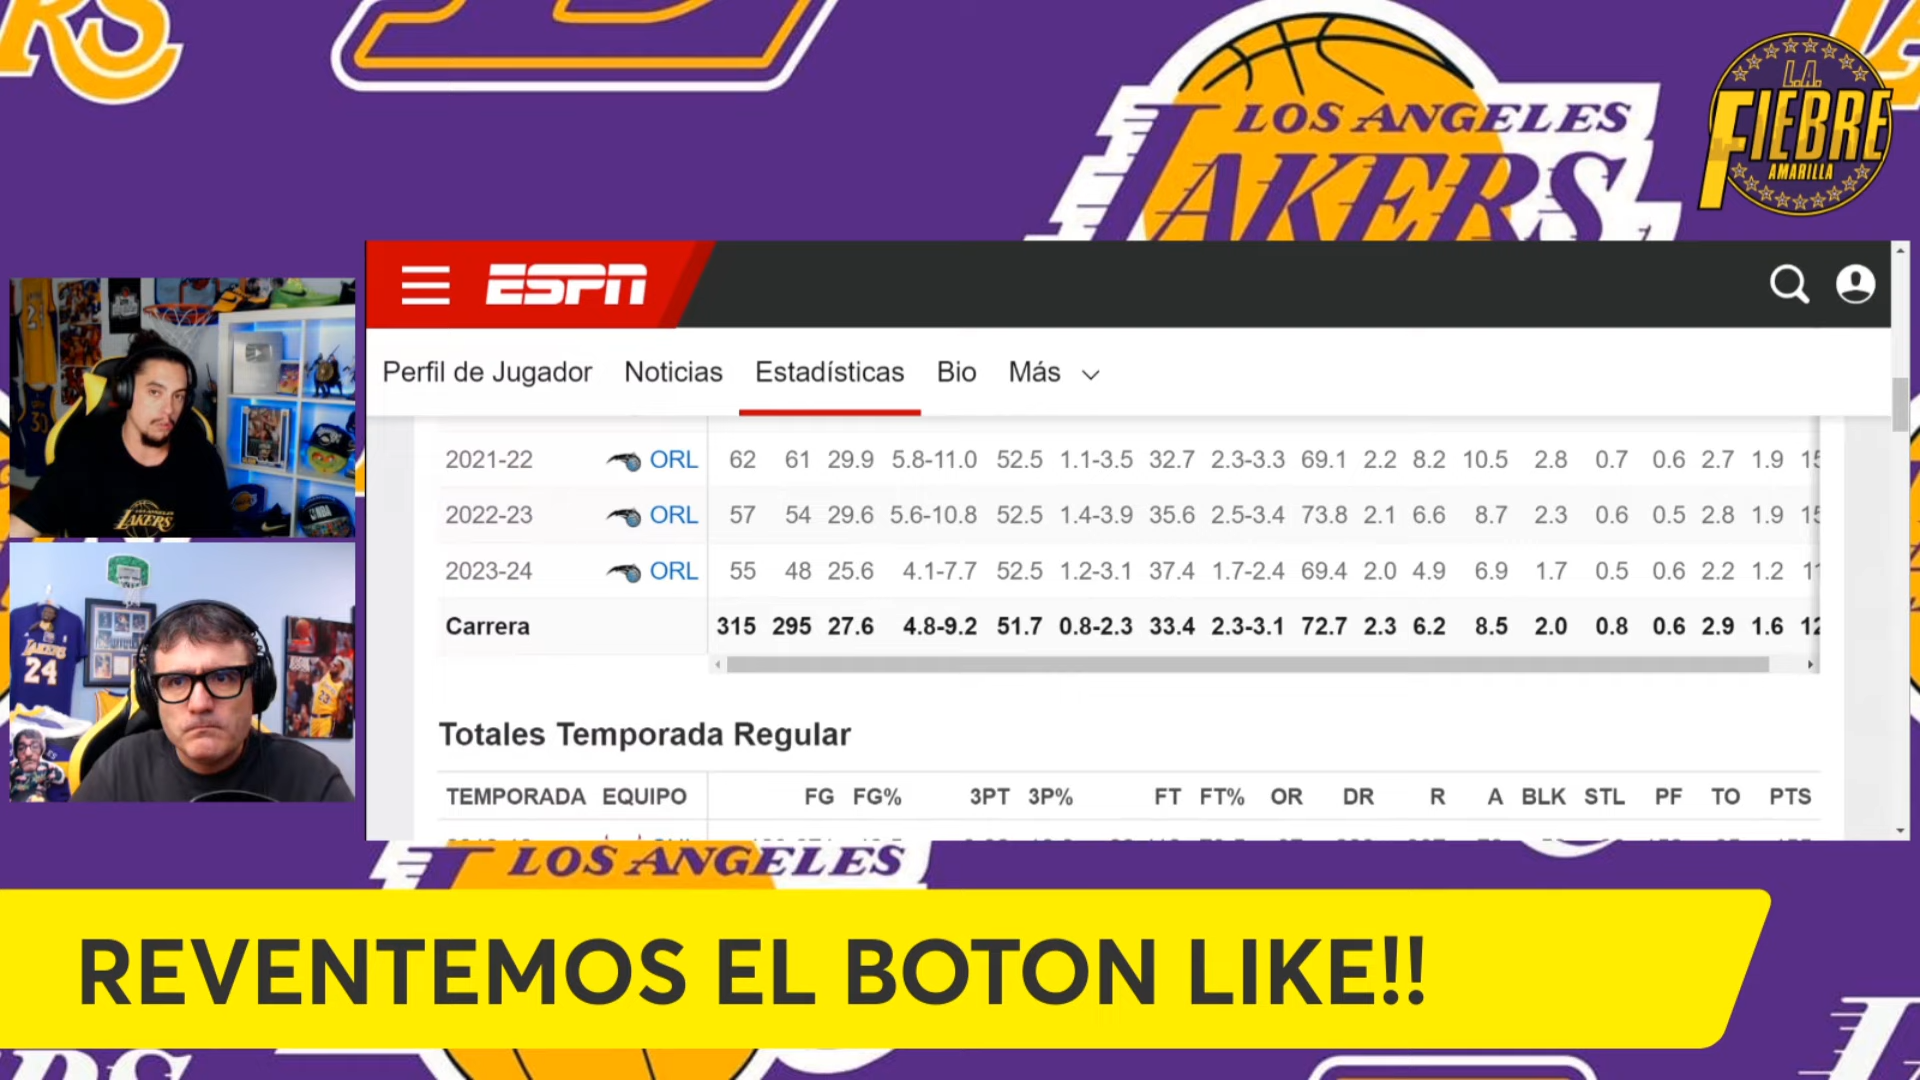 LOS ANGELES
LAKERS
L.A.
FIEBRE
AMARILLA
ESPN
Perfil de Jugador Noticias Estadísticas Bio Más
2021-22 ORL 62 61 29.9 5.8-11.0 52.5 1.1-3.5 32.7 2.3-3.3 69.1 2.2 8.2 10.5 2.8 0.7 0.6 2.7 1.9
2022-23 ORL 57 54 29.6 5.6-10.8 52.5 1.4-3.9 35.6 2.5-3.4 73.8 2.1 6.6 8.7 2.3 0.6 0.5 2.8 1.9
2023-24 ORL 55 48 25.6 4.1-7.7 52.5 1.2-3.1 37.4 1.7-2.4 69.4 2.0 4.9 6.9 1.7 0.5 0.6 2.2 1.2
Carrera 315 295 27.6 4.8-9.2 51.7 0.8-2.3 33.4 2.3-3.1 72.7 2.3 6.2 8.5 2.0 0.8 0.6 2.9 1.6
Totales Temporada Regular
TEMPORADA EQUIPO FG FG% 3PT 3P% FT FT% OR DR R A BLK STL PF TO PTS
LAKERS
LAKERS
24
LOS ANGELES
REVENTEMOS EL BOTON LIKE!!